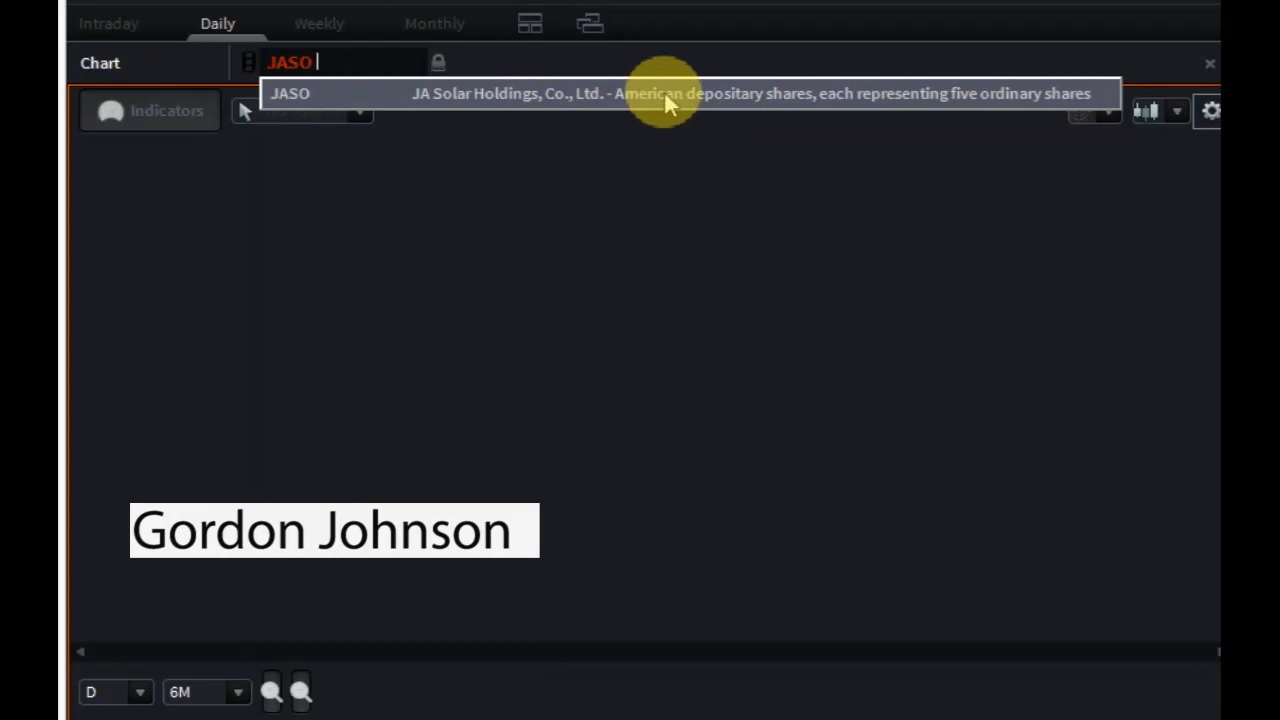 Intraday Daily Weekly Monthly
Chart JASO
JASO JA Solar Holdings, Co., Ltd. - American depositary shares, each representing five ordinary shares
Indicators
Gordon Johnson
D 6M